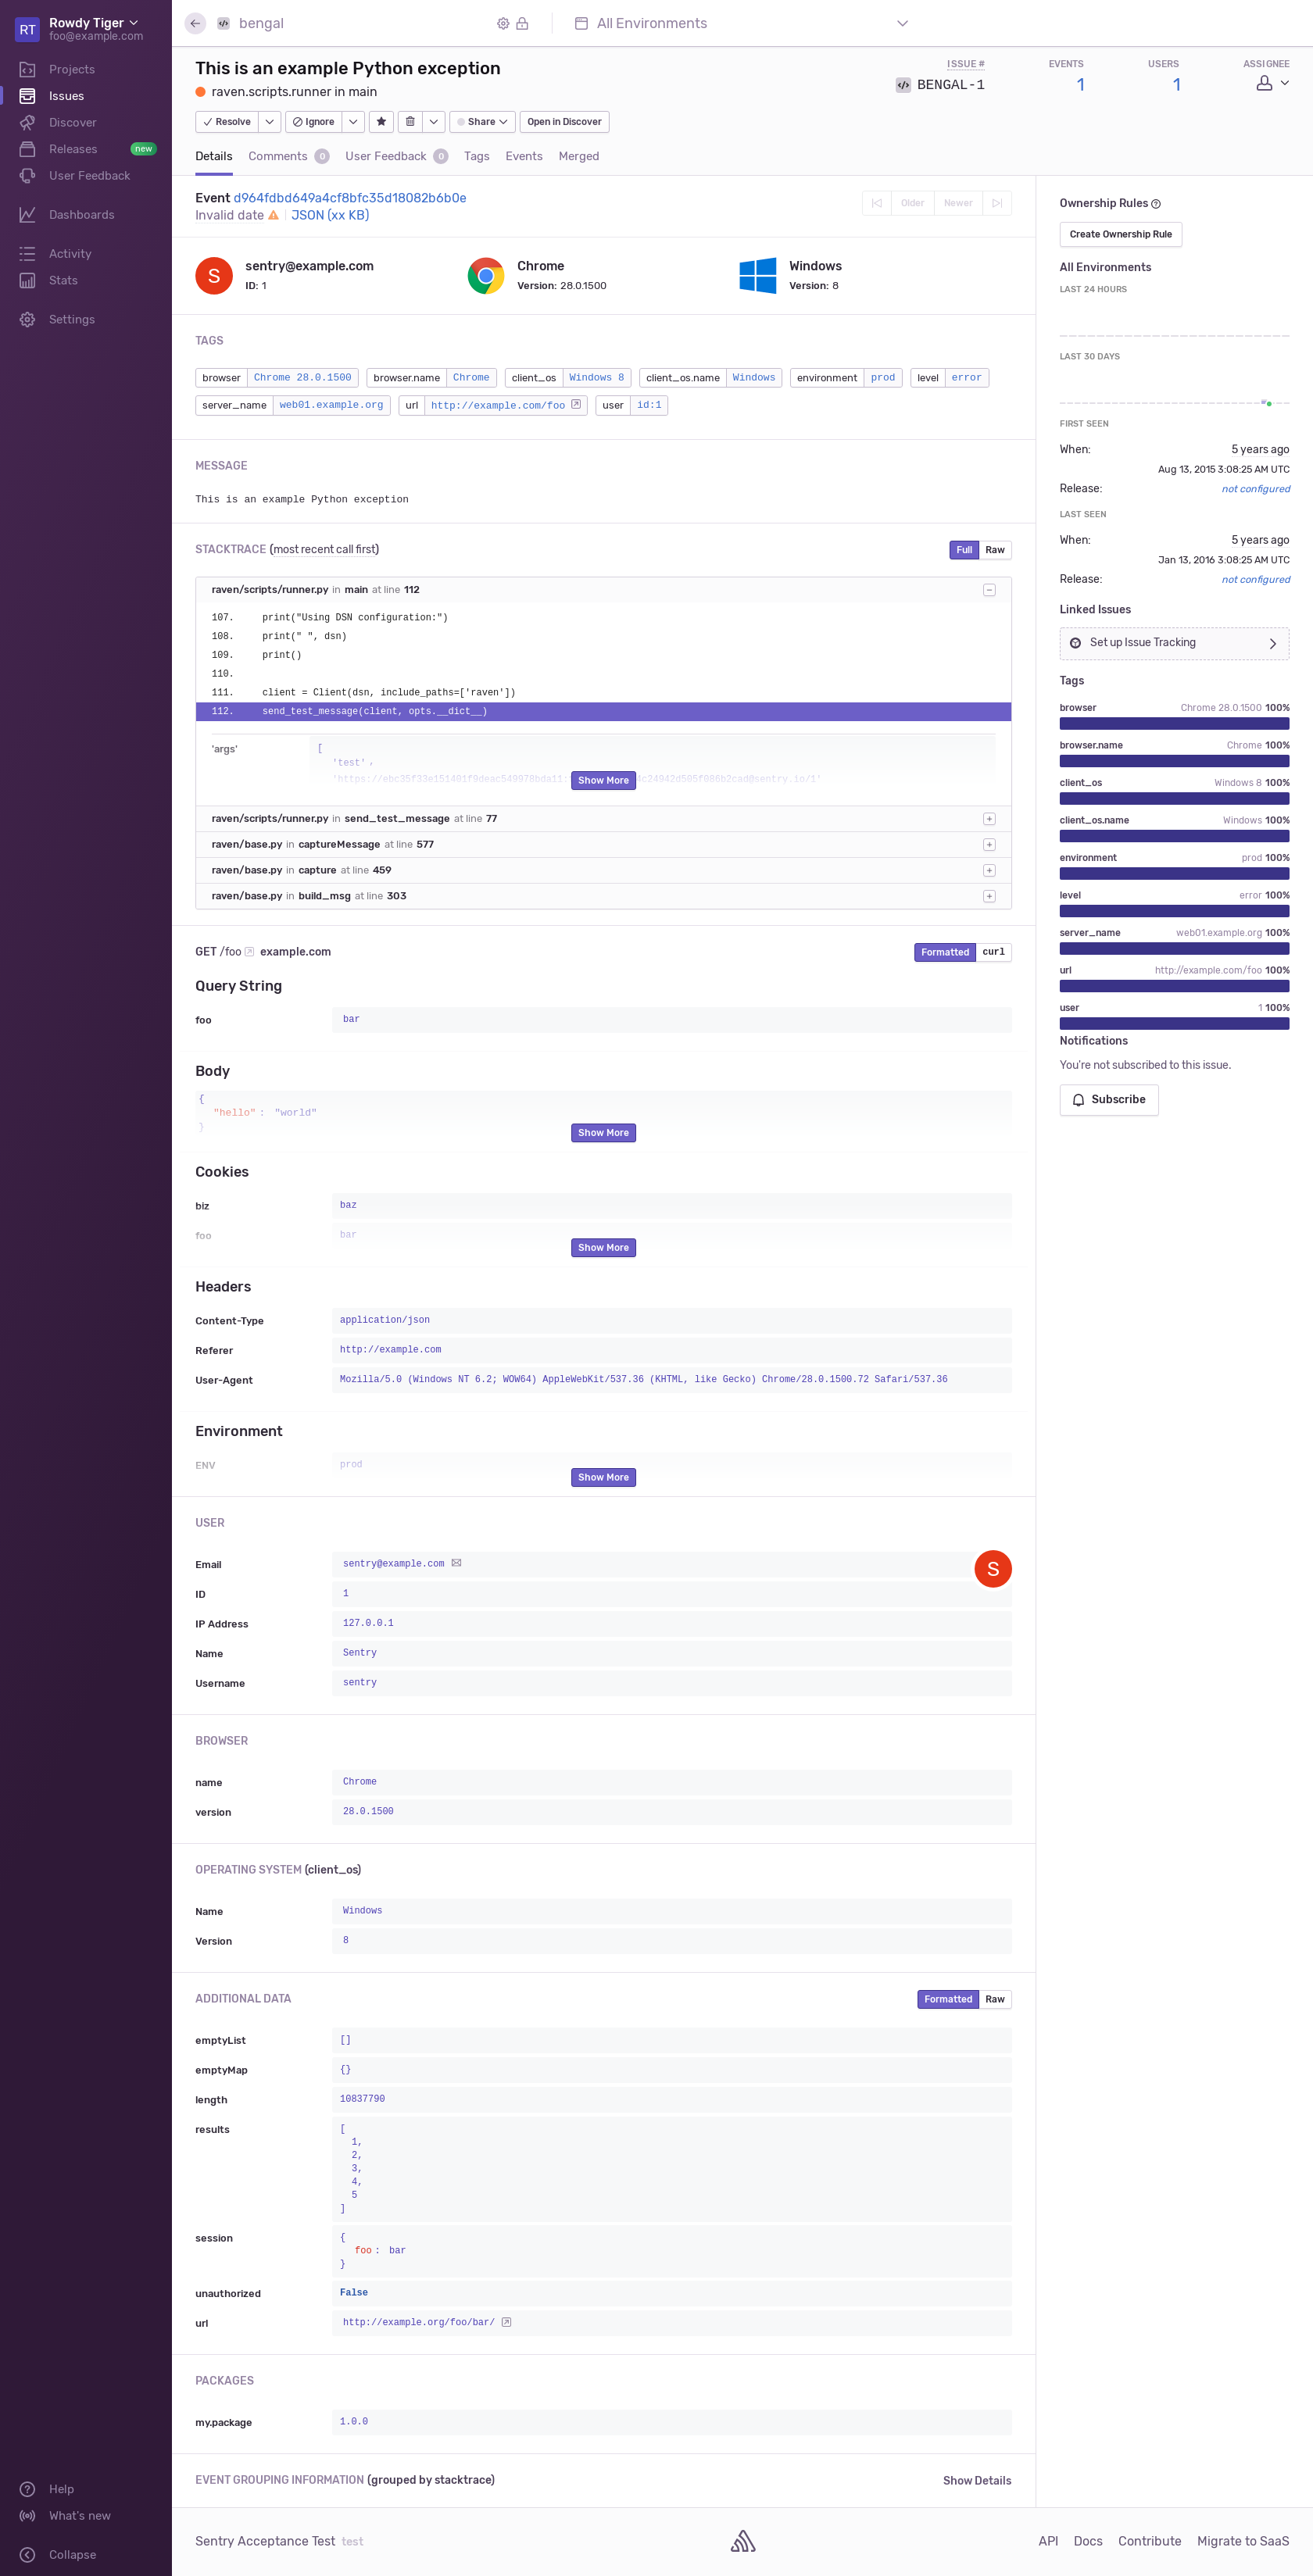 RT Rowdy Tiger
foo@example.com
Projects
Issues
Discover
Releases new
User Feedback
Dashboards
Activity
Stats
Settings
Help
What's new
Collapse
bengal
All Environments
This is an example Python exception
raven.scripts.runner in main
ISSUE # EVENTS USERS ASSIGNEE
BENGAL-1 1 1
Resolve Ignore Share Open in Discover
Details Comments 0 User Feedback 0 Tags Events Merged
Event d964fdbd649a4cf8bfc35d18082b6b0e
Invalid date JSON (xx KB)
Older Newer
S sentry@example.com
ID: 1
Chrome
Version: 28.0.1500
Windows
Version: 8
TAGS
browser Chrome 28.0.1500 browser.name Chrome client_os Windows 8 client_os.name Windows environment prod level error
server_name web01.example.org url http://example.com/foo user id:1
MESSAGE
This is an example Python exception
STACKTRACE (most recent call first) Full Raw
raven/scripts/runner.py in main at line 112
107. print("Using DSN configuration:")
108. print(" ", dsn)
109. print()
110.
111. client = Client(dsn, include_paths=['raven'])
112. send_test_message(client, opts.__dict__)
'args' [
'test',
Show More
raven/scripts/runner.py in send_test_message at line 77
raven/base.py in captureMessage at line 577
raven/base.py in capture at line 459
raven/base.py in build_msg at line 303
GET /foo example.com Formatted curl
Query String
foo bar
Body
{
"hello": "world"
}
Show More
Cookies
biz baz
foo bar
Show More
Headers
Content-Type application/json
Referer http://example.com
User-Agent Mozilla/5.0 (Windows NT 6.2; WOW64) AppleWebKit/537.36 (KHTML, like Gecko) Chrome/28.0.1500.72 Safari/537.36
Environment
ENV prod
Show More
USER
Email sentry@example.com S
ID 1
IP Address 127.0.0.1
Name Sentry
Username sentry
BROWSER
name Chrome
version 28.0.1500
OPERATING SYSTEM (client_os)
Name Windows
Version 8
ADDITIONAL DATA Formatted Raw
emptyList []
emptyMap {}
length 10837790
results [
1,
2,
3,
4,
5
]
session {
foo: bar
}
unauthorized False
url http://example.org/foo/bar/
PACKAGES
my.package 1.0.0
EVENT GROUPING INFORMATION (grouped by stacktrace) Show Details
Ownership Rules
Create Ownership Rule
All Environments
LAST 24 HOURS
LAST 30 DAYS
FIRST SEEN
When: 5 years ago
Aug 13, 2015 3:08:25 AM UTC
Release: not configured
LAST SEEN
When: 5 years ago
Jan 13, 2016 3:08:25 AM UTC
Release: not configured
Linked Issues
Set up Issue Tracking
Tags
browser Chrome 28.0.1500 100%
browser.name Chrome 100%
client_os Windows 8 100%
client_os.name Windows 100%
environment prod 100%
level error 100%
server_name web01.example.org 100%
url http://example.com/foo 100%
user 1 100%
Notifications
You're not subscribed to this issue.
Subscribe
Sentry Acceptance Test test
API Docs Contribute Migrate to SaaS